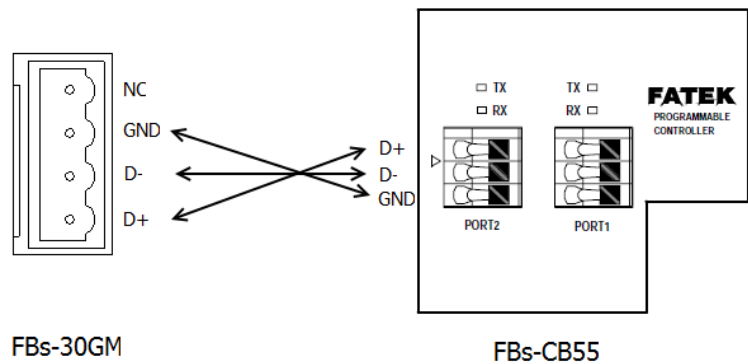 NC
GND
D-
D+
D+
D-
GND
TX
RX
TX
RX
FATEK
PROGRAMMABLE
CONTROLLER
PORT2
PORT1
FBs-30GM
FBs-CB55